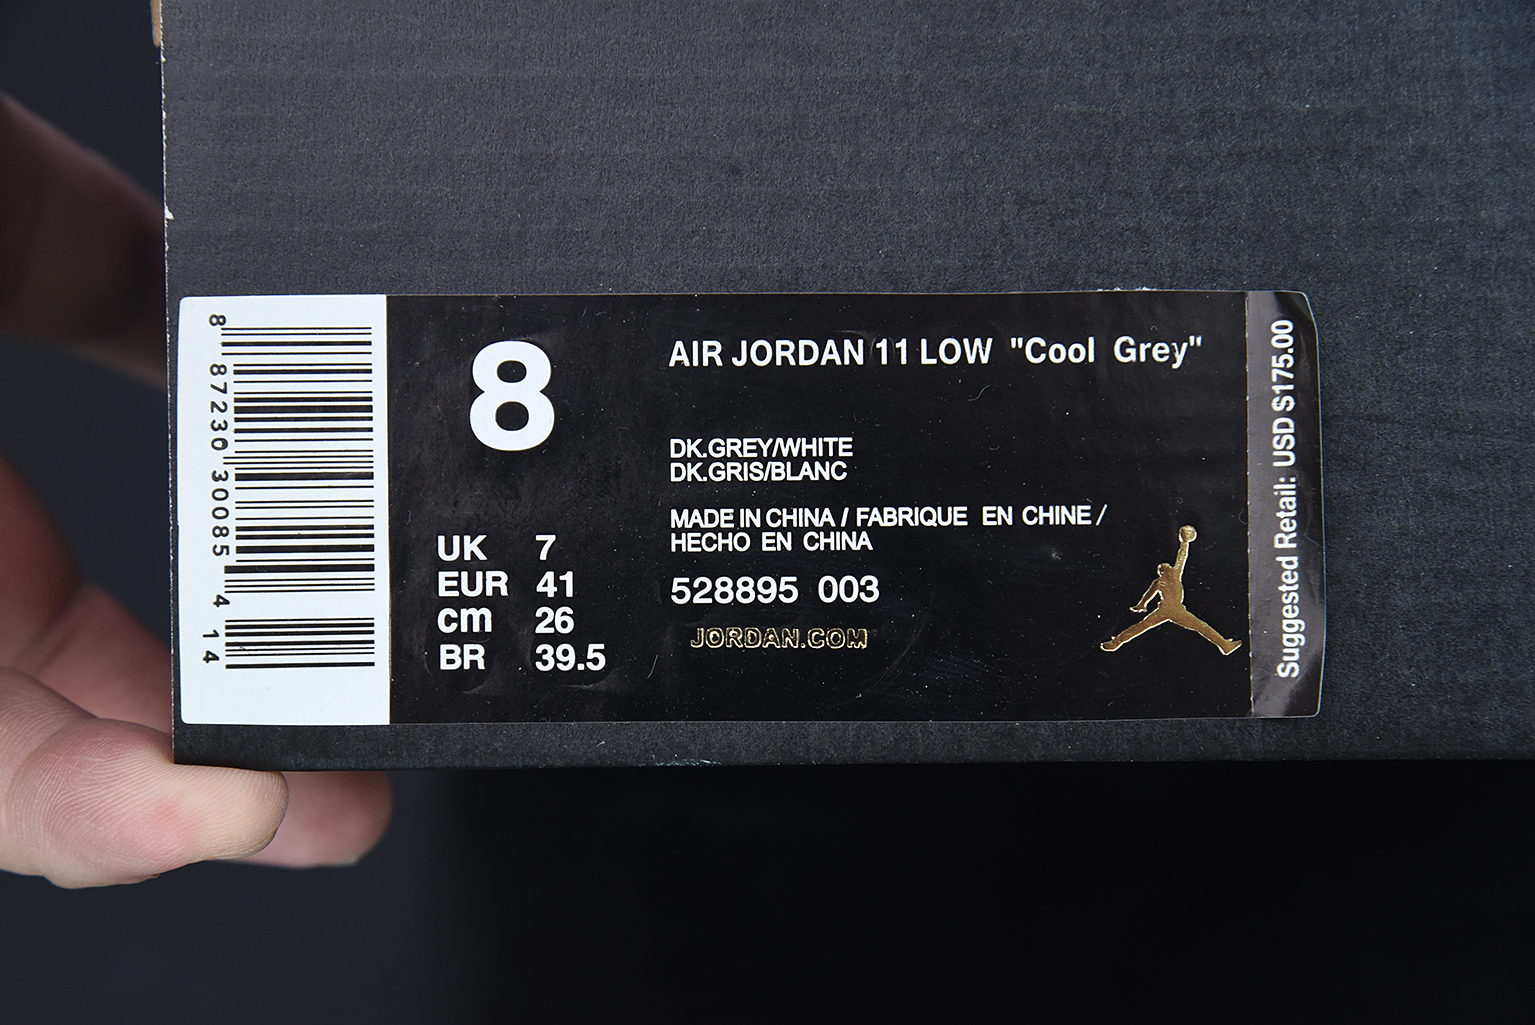 8 87230 30085 4 14
8
UK 7
EUR 41
cm 26
BR 39.5
AIR JORDAN 11 LOW "Cool Grey"
DK.GREY/WHITE
DK.GRIS/BLANC
MADE IN CHINA / FABRIQUE EN CHINE /
HECHO EN CHINA
528895 003
JORDAN.COM
Suggested Retail: USD $175.00